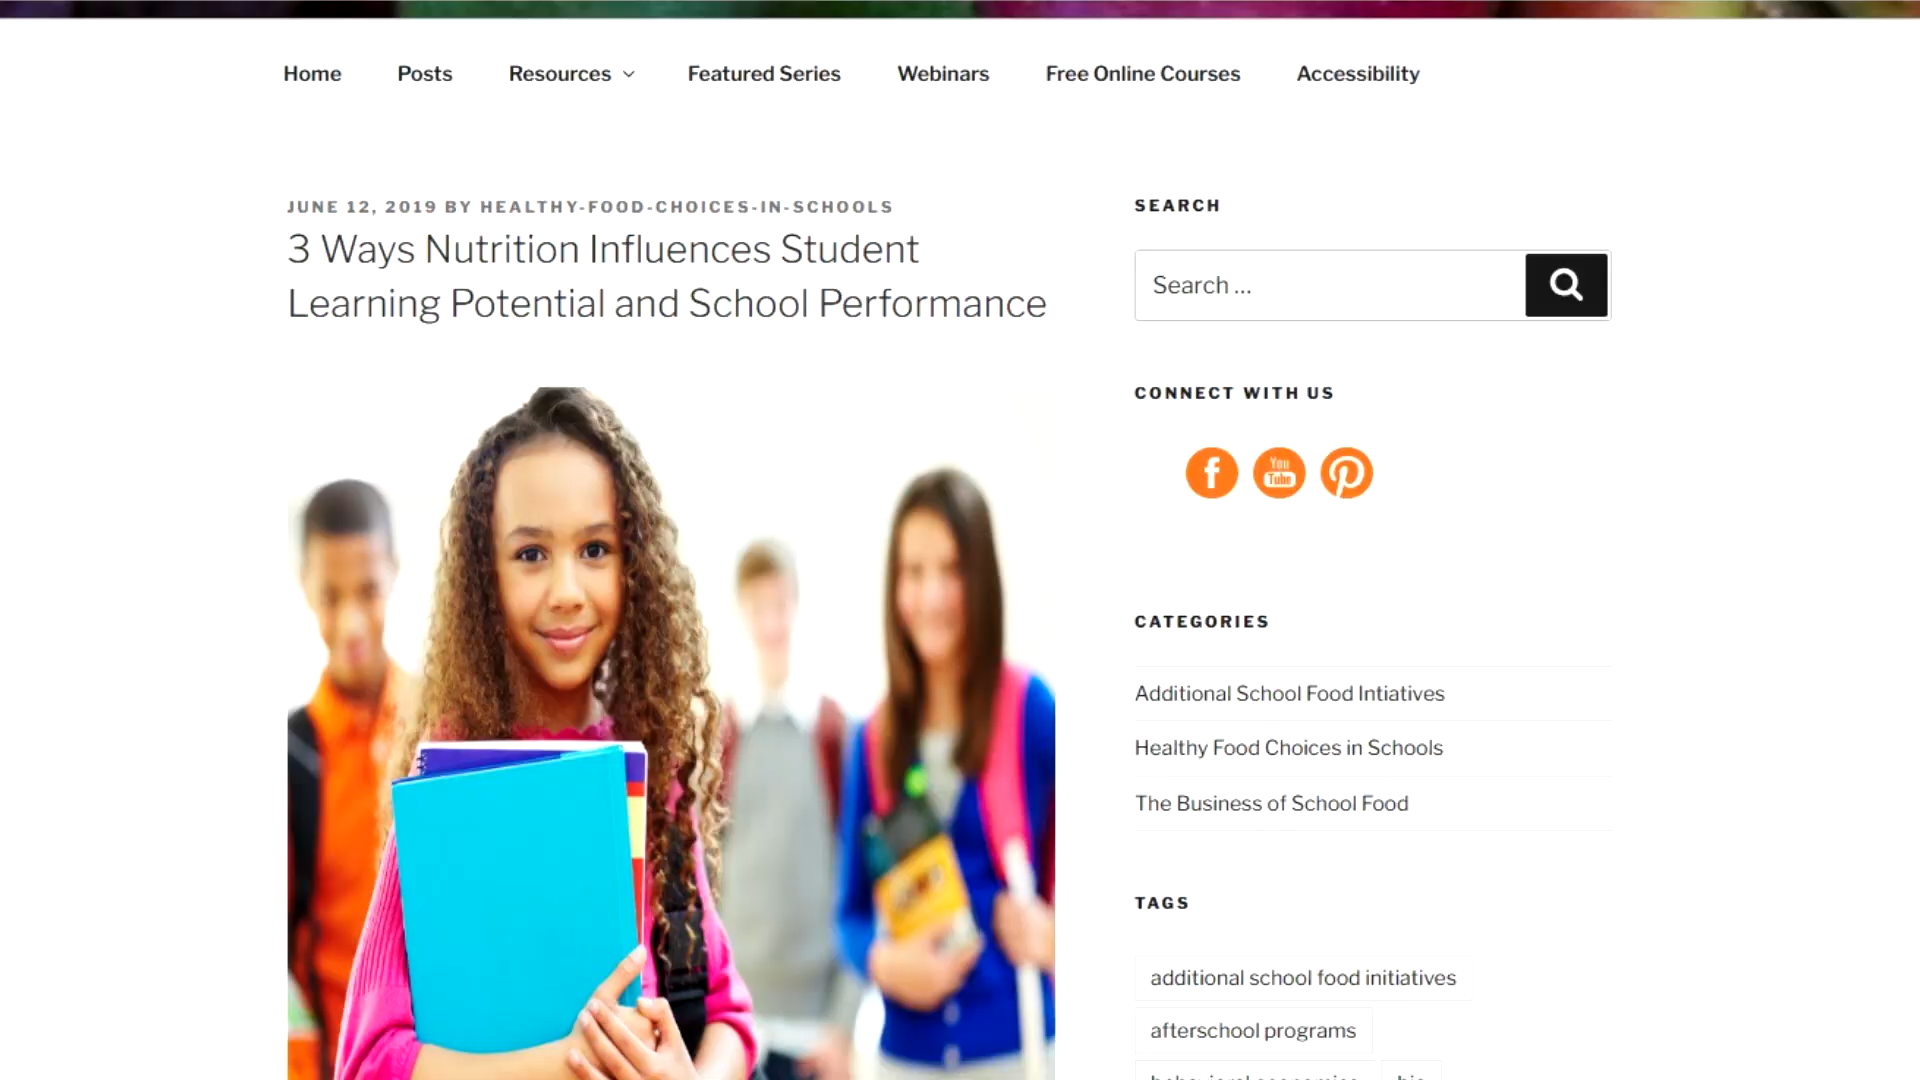 Home Posts Resources Featured Series Webinars Free Online Courses Accessibility
JUNE 12, 2019 BY HEALTHY-FOOD-CHOICES-IN-SCHOOLS
3 Ways Nutrition Influences Student
Learning Potential and School Performance
SEARCH
Search ...
CONNECT WITH US
f
You
Tube
CATEGORIES
Additional School Food Intiatives
Healthy Food Choices in Schools
The Business of School Food
TAGS
additional school food initiatives
afterschool programs